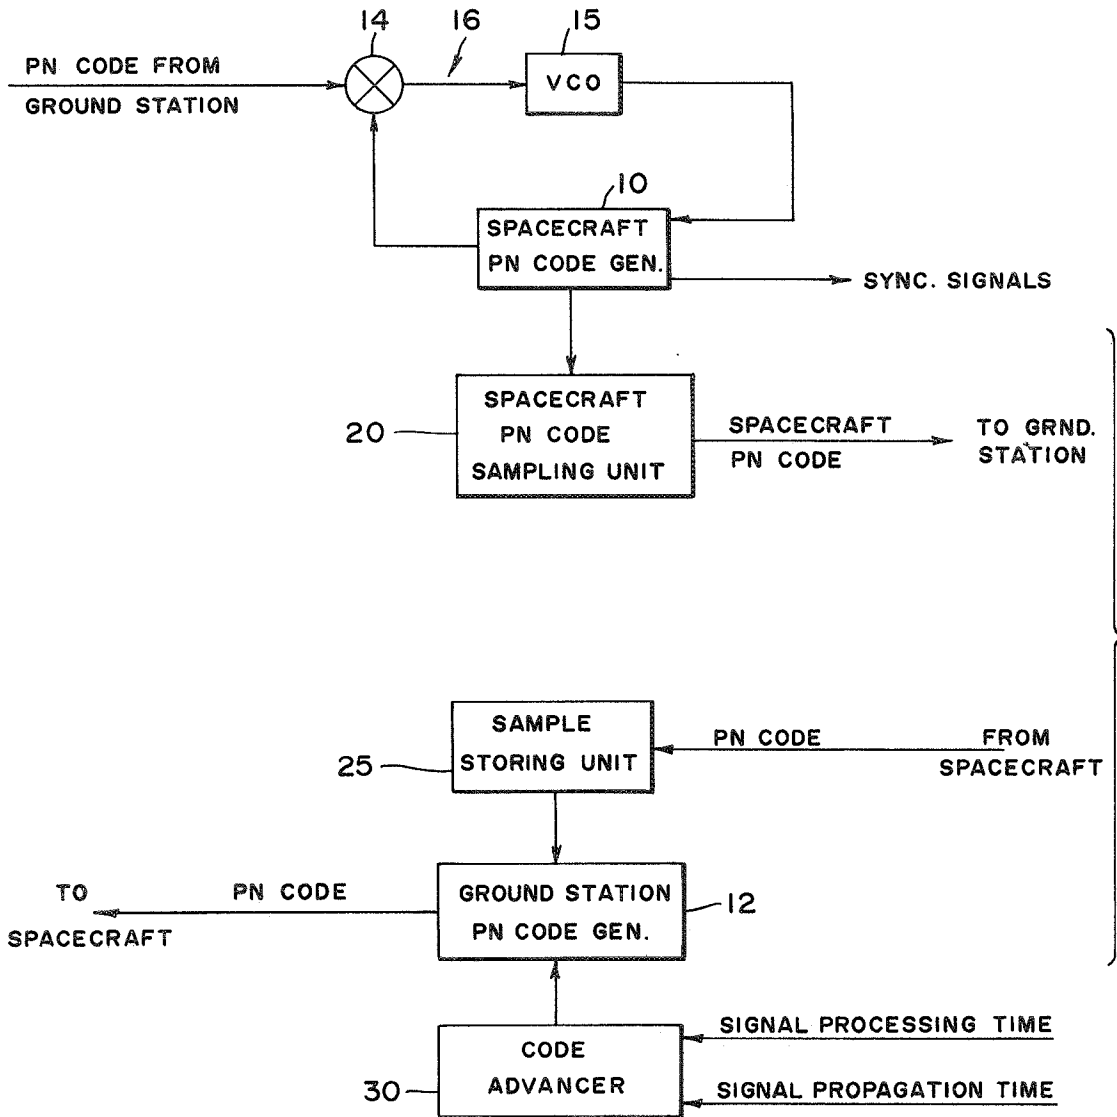 14
16
15
PN CODE FROM
GROUND STATION
VCO
10
SPACECRAFT
PN CODE GEN.
SYNC. SIGNALS
20
SPACECRAFT
PN CODE
SAMPLING UNIT
SPACECRAFT
PN CODE
TO GRND.
STATION
25
SAMPLE
STORING UNIT
PN CODE
FROM
SPACECRAFT
TO
SPACECRAFT
PN CODE
GROUND STATION
PN CODE GEN.
12
30
CODE
ADVANCER
SIGNAL PROCESSING TIME
SIGNAL PROPAGATION TIME